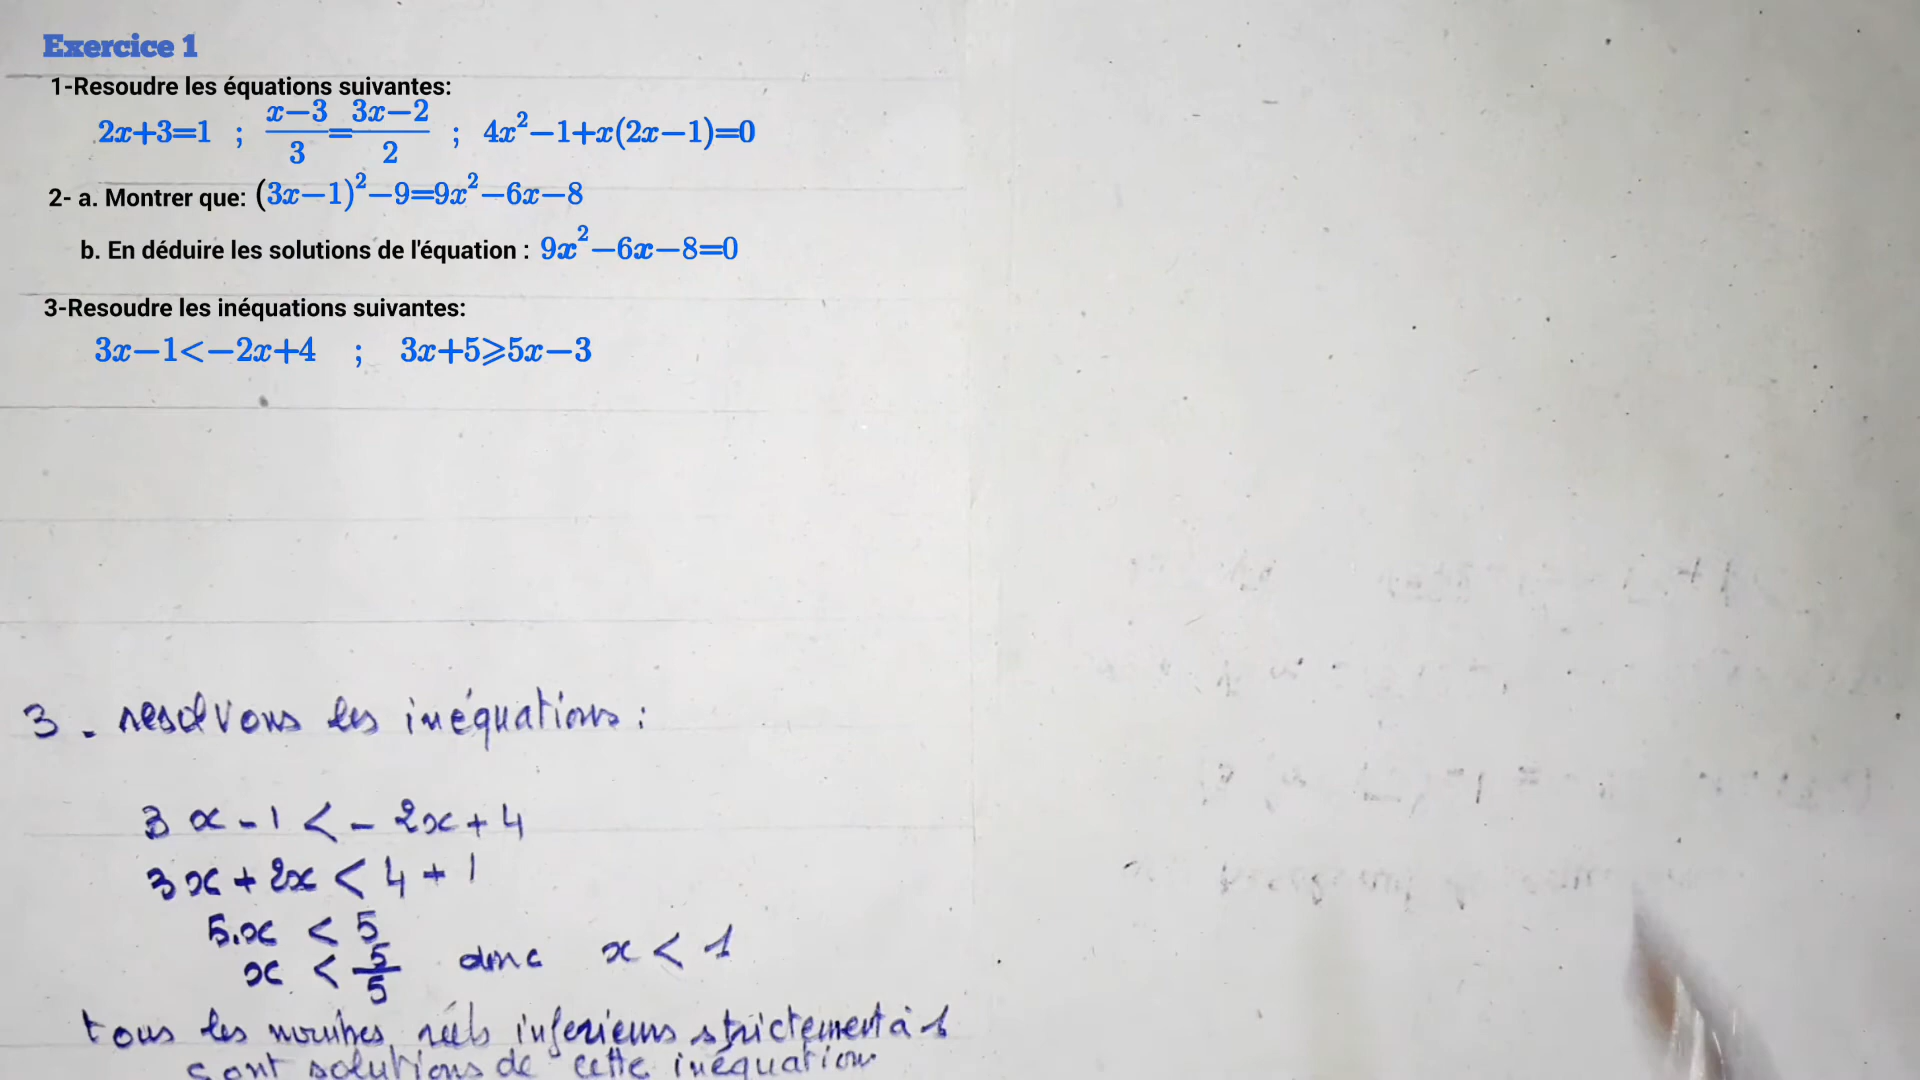 Exercice 1
1-Resoudre les équations suivantes:
2x+3=1 ; (x-3)/3=(3x-2)/2 ; 4x²-1+x(2x-1)=0
2- a. Montrer que: (3x-1)²-9=9x²-6x-8
b. En déduire les solutions de l'équation : 9x²-6x-8=0
3-Resoudre les inéquations suivantes:
3x-1<-2x+4 ; 3x+5⩾5x-3
3 - resolvons les inéquations :
3x-1 < - 2x+4
3x+2x < 4+1
5.x < 5
x < 5/5 donc x < 1
tous les nombres réels inferieurs strictement à 1
sont solutions de cette inéquation